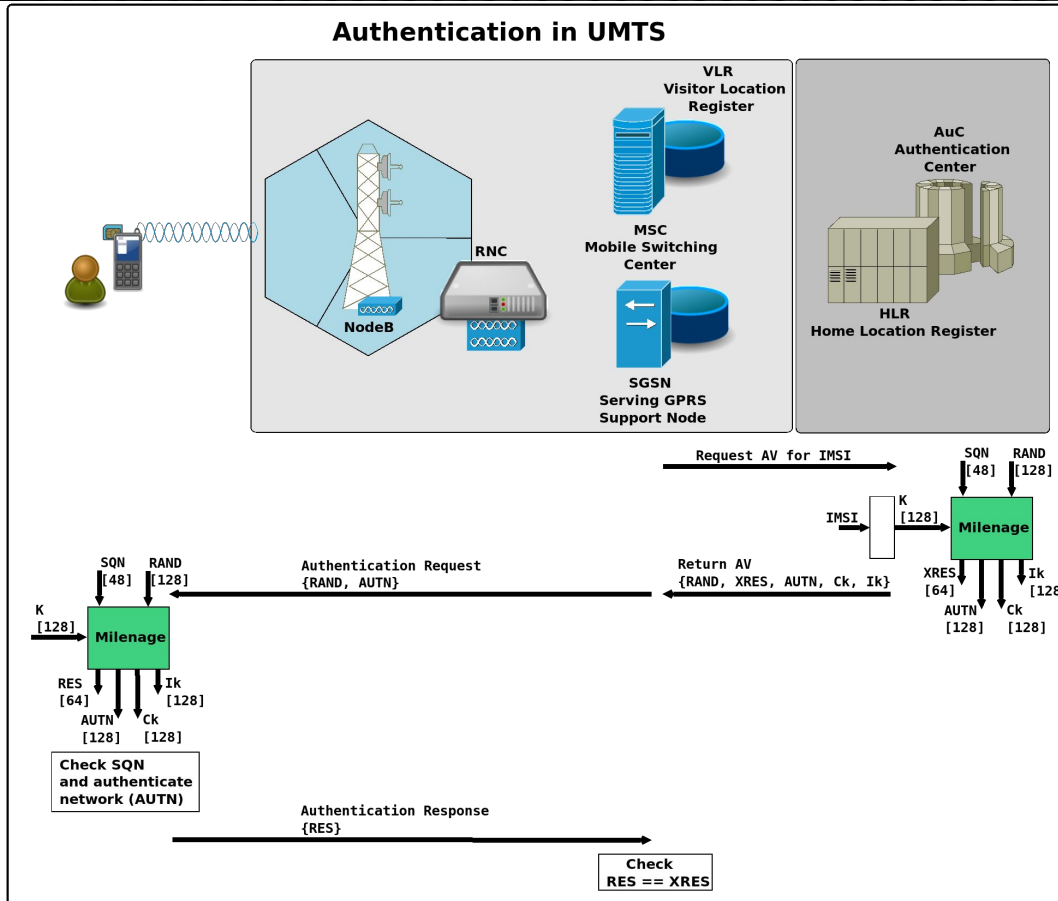 Authentication in UMTS
VLR
Visitor Location
Register
AuC
Authentication
Center
MSC
Mobile Switching
Center
RNC
NodeB
HLR
Home Location Register
SGSN
Serving GPRS
Support Node
Request AV for IMSI
SQN
[48]
RAND
[128]
IMSI
K
[128]
Milenage
XRES
[64]
Ik
[128
AUTN
[128]
Ck
[128]
Return AV
{RAND, XRES, AUTN, Ck, Ik}
Authentication Request
{RAND, AUTN}
SQN
[48]
RAND
[128]
K
[128]
Milenage
RES
[64]
Ik
[128]
AUTN
[128]
Ck
[128]
Check SQN
and authenticate
network (AUTN)
Authentication Response
{RES}
Check
RES == XRES